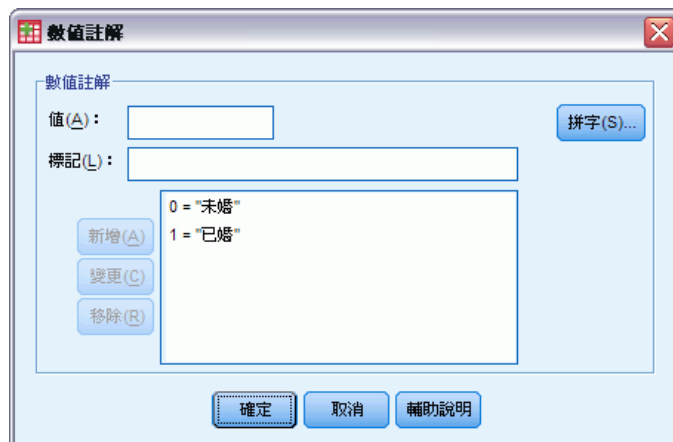 數值註解
數值註解
值(A)：
拼字(S)...
標記(L)：
0 = "未婚"
1 = "已婚"
新增(A)
變更(C)
移除(R)
確定
取消
輔助說明